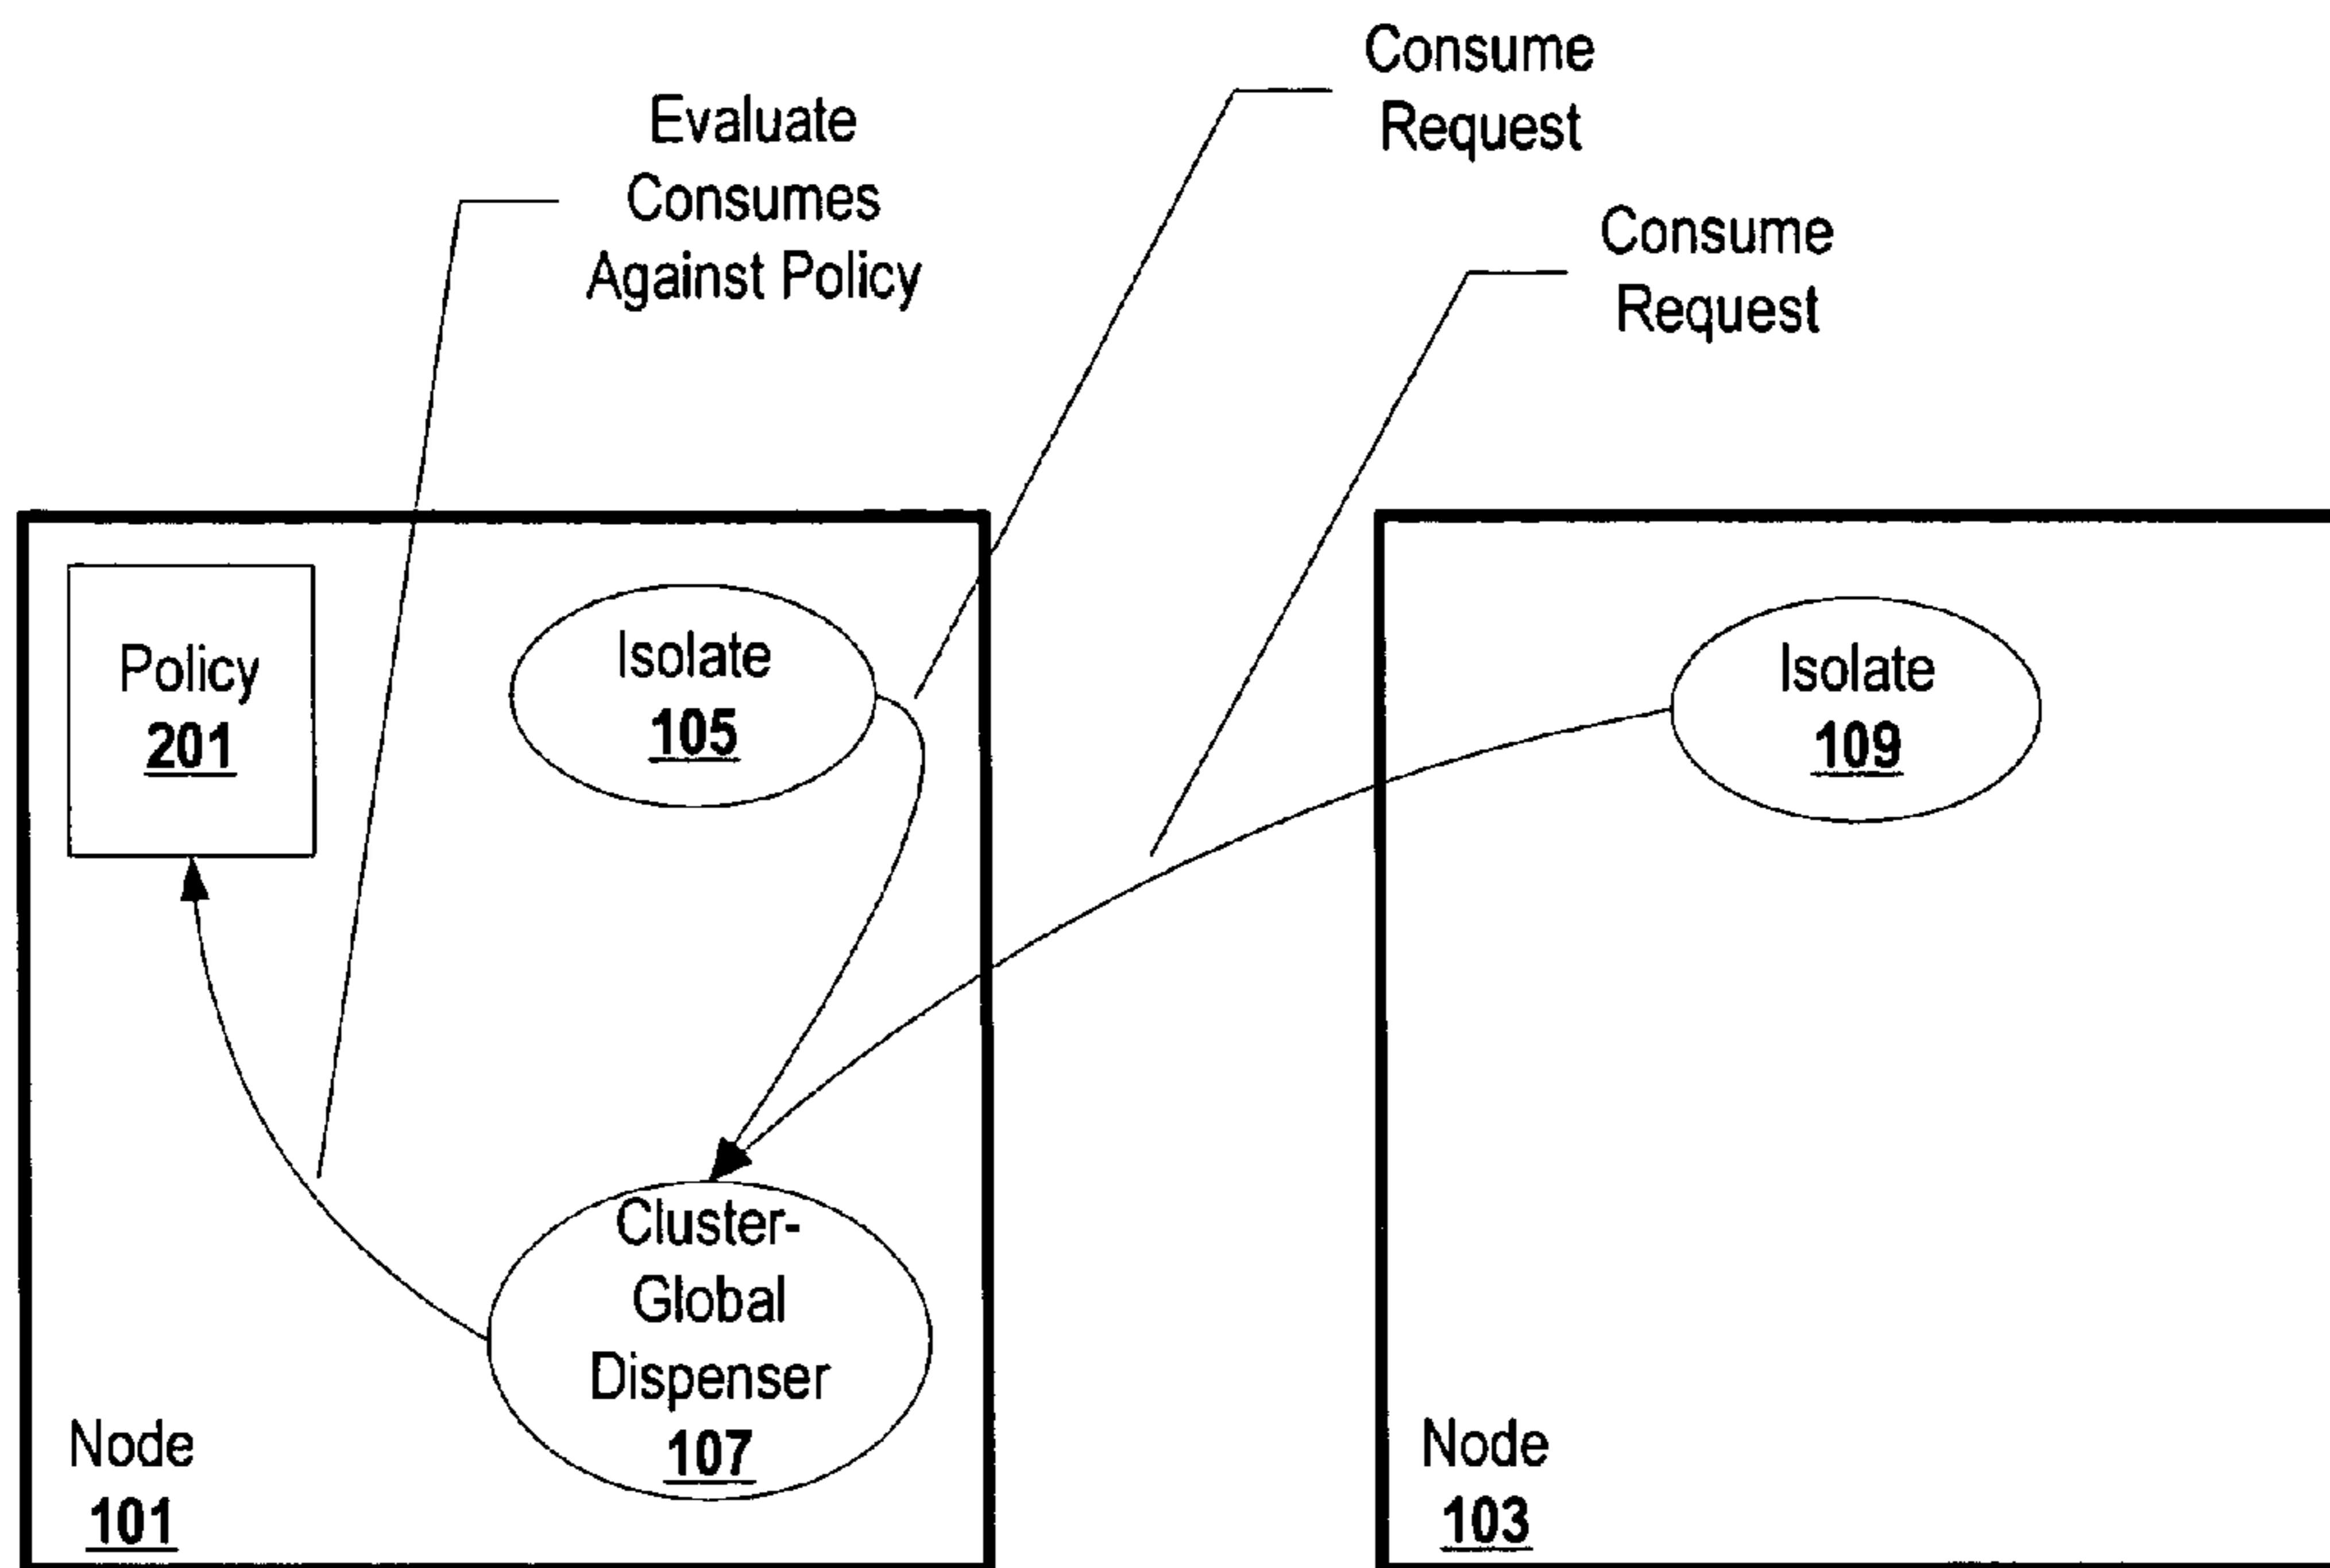 Consume
Request
Evaluate
Consumes
Against Policy
Consume
Request
Policy
201
Isolate
105
Isolate
109
Cluster-
Global
Dispenser
107
Node
101
Node
103